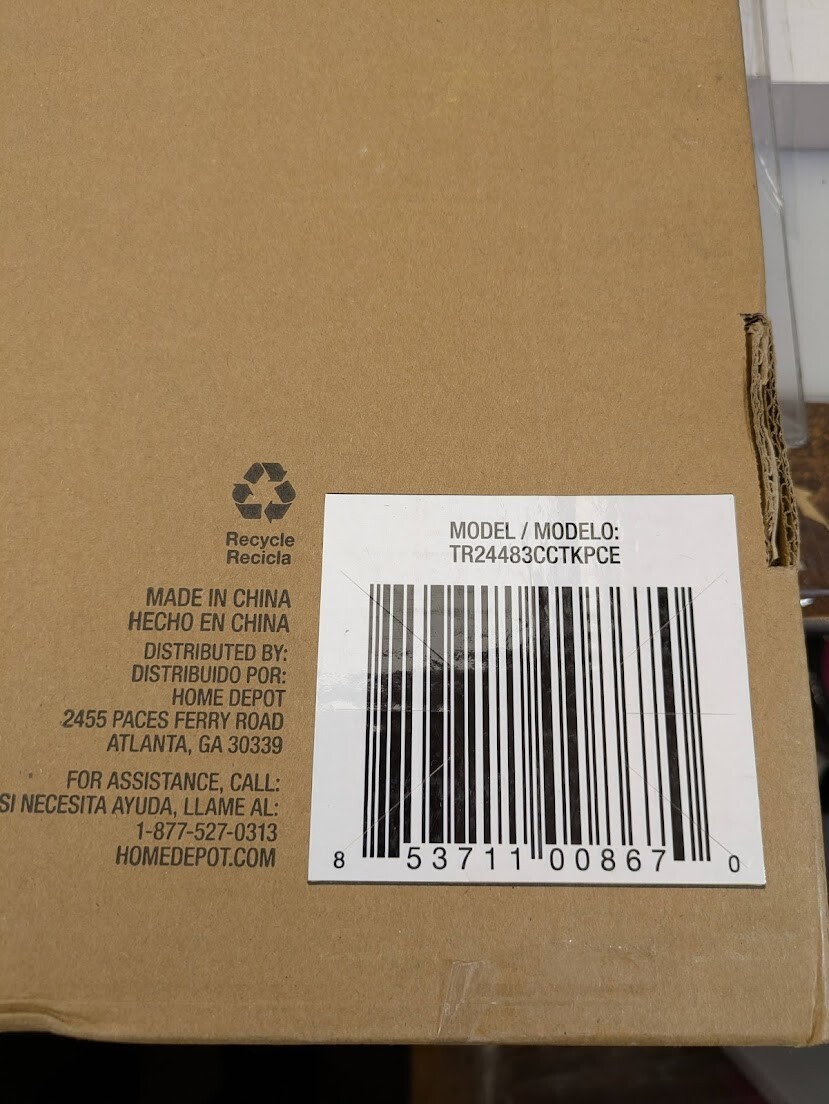 Recycle
Recicla
MADE IN CHINA
HECHO EN CHINA
DISTRIBUTED BY:
DISTRIBUIDO POR:
HOME DEPOT
2455 PACES FERRY ROAD
ATLANTA, GA 30339
FOR ASSISTANCE, CALL:
SI NECESITA AYUDA, LLAME AL:
1-877-527-0313
HOMEDEPOT.COM
MODEL / MODELO:
TR24483CCTKPCE
8 53711 00867 0